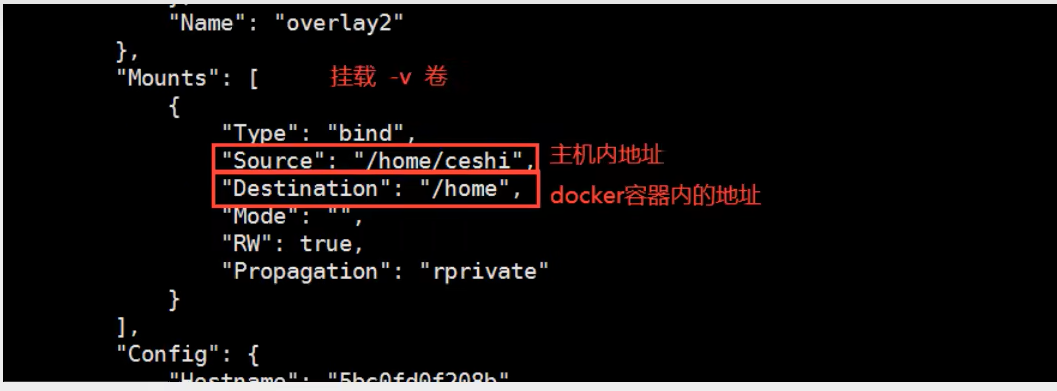 "Name": "overlay2"
},
"Mounts": [ 挂载 -v 卷
{
"Type": "bind",
"Source": "/home/ceshi", 主机内地址
"Destination": "/home", docker容器内的地址
"Mode": "",
"RW": true,
"Propagation": "rprivate"
}
],
"Config": {
"Hostname": "5bc0fd0f208b"